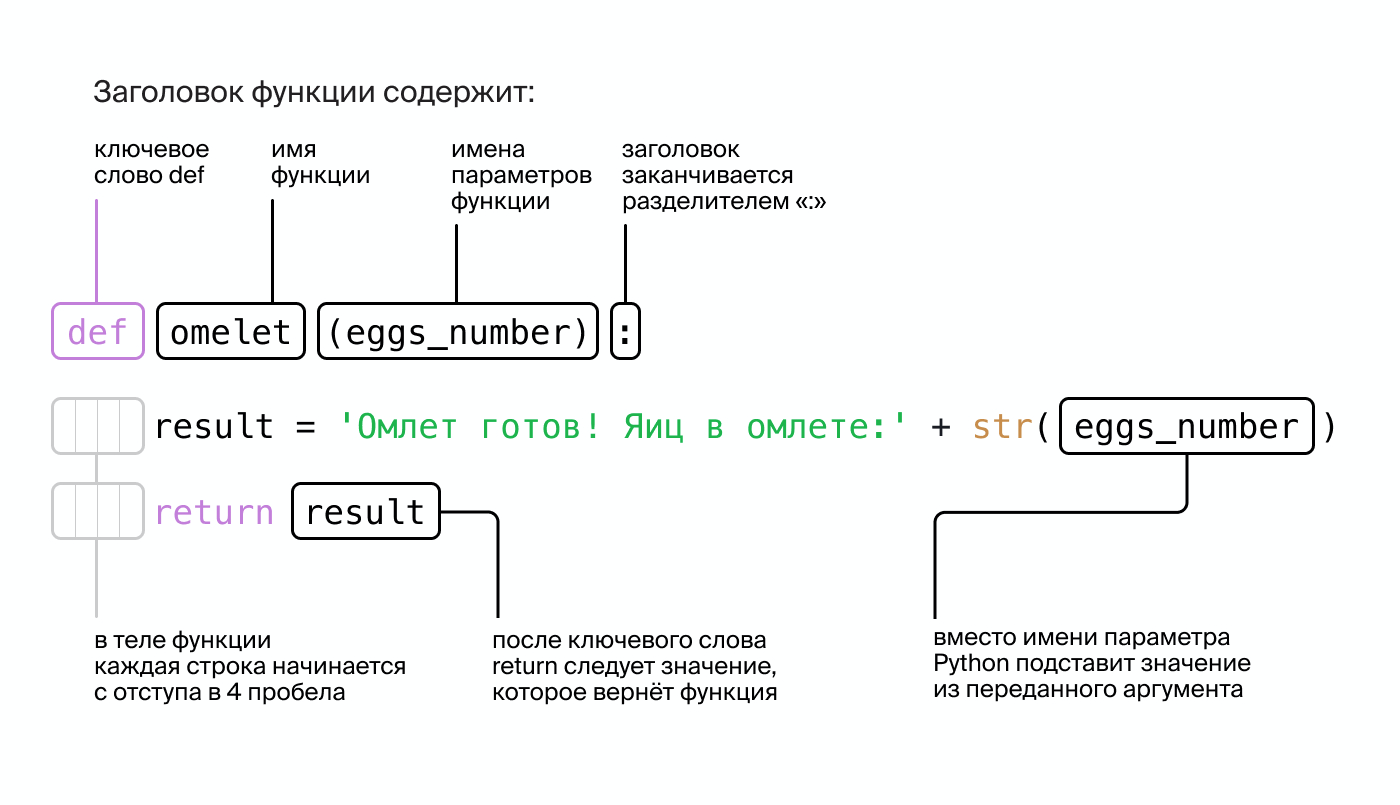 Заголовок функции содержит:
ключевое
слово def
имя
функции
имена
параметров
функции
заголовок
заканчивается
разделителем «:»
def omelet (eggs_number) :
result = 'Омлет готов! Яиц в омлете:' + str( eggs_number )
return result
в теле функции
каждая строка начинается
с отступа в 4 пробела
после ключевого слова
return следует значение,
которое вернёт функция
вместо имени параметра
Python подставит значение
из переданного аргумента